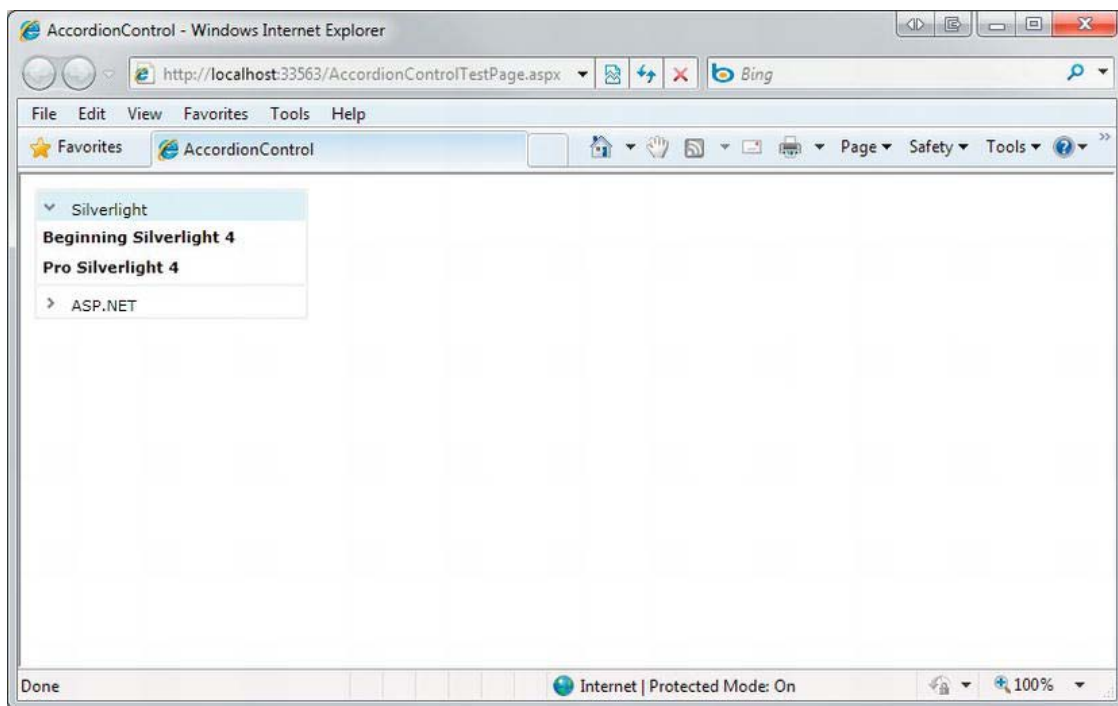 AccordionControl - Windows Internet Explorer
http://localhost:33563/AccordionControlTestPage.aspx
Bing
File Edit View Favorites Tools Help
Favorites
AccordionControl
Page Safety Tools
Silverlight
Beginning Silverlight 4
Pro Silverlight 4
ASP.NET
Done
Internet | Protected Mode: On
100%